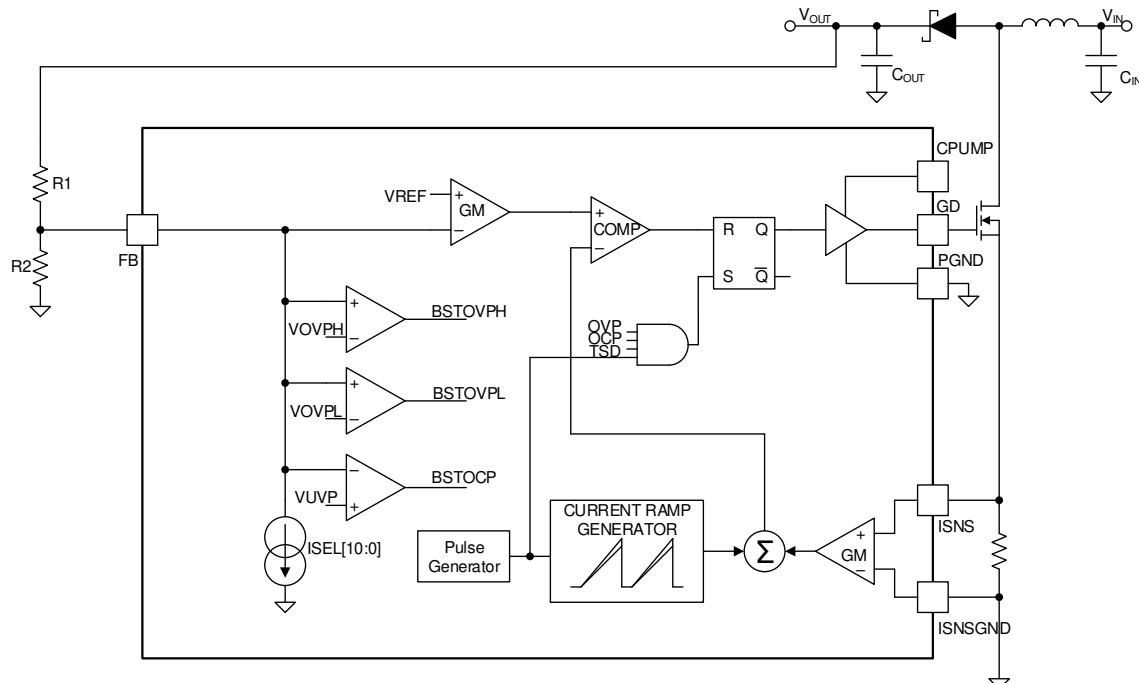 VOUT
VIN
COUT
CIN
CPUMP
R1
VREF
+
GM
−
+
COMP
−
R Q
S Q
GD
FB
R2
PGND
+
BSTOVPH
VOVPH
−
OVP
OCP
TSD
+
BSTOVPL
VOVPL
−
−
BSTOCP
VUVP
+
ISEL[10:0]
Pulse
Generator
CURRENT RAMP
GENERATOR
Σ
+
GM
−
ISNS
ISNSGND